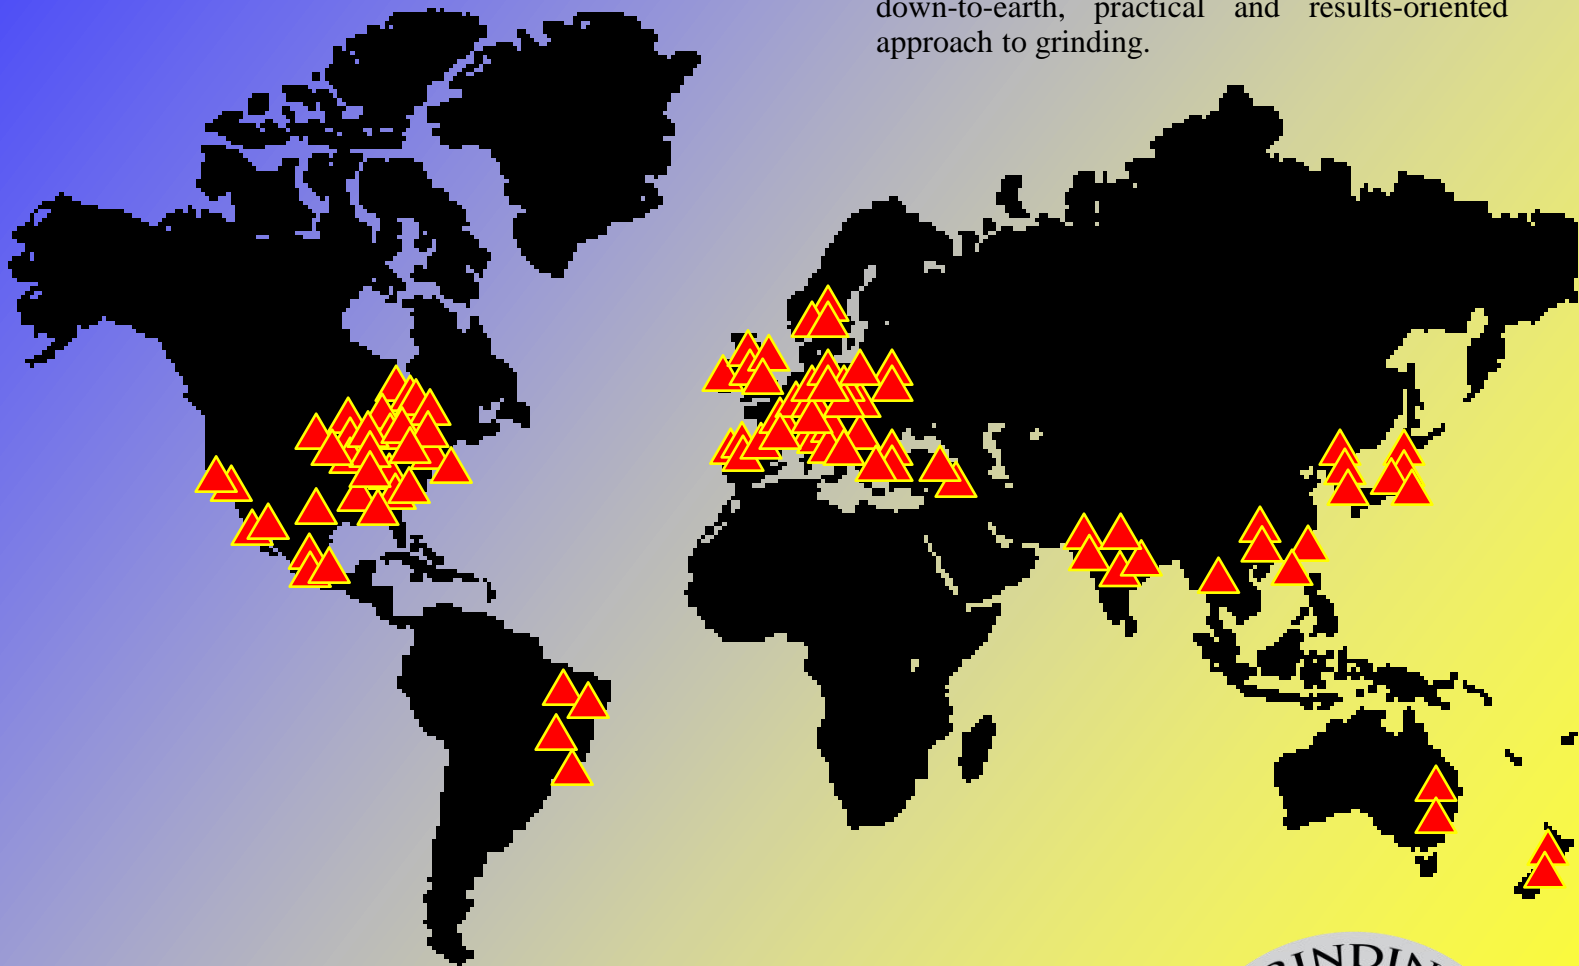 down-to-earth, practical and results-oriented
approach to grinding.